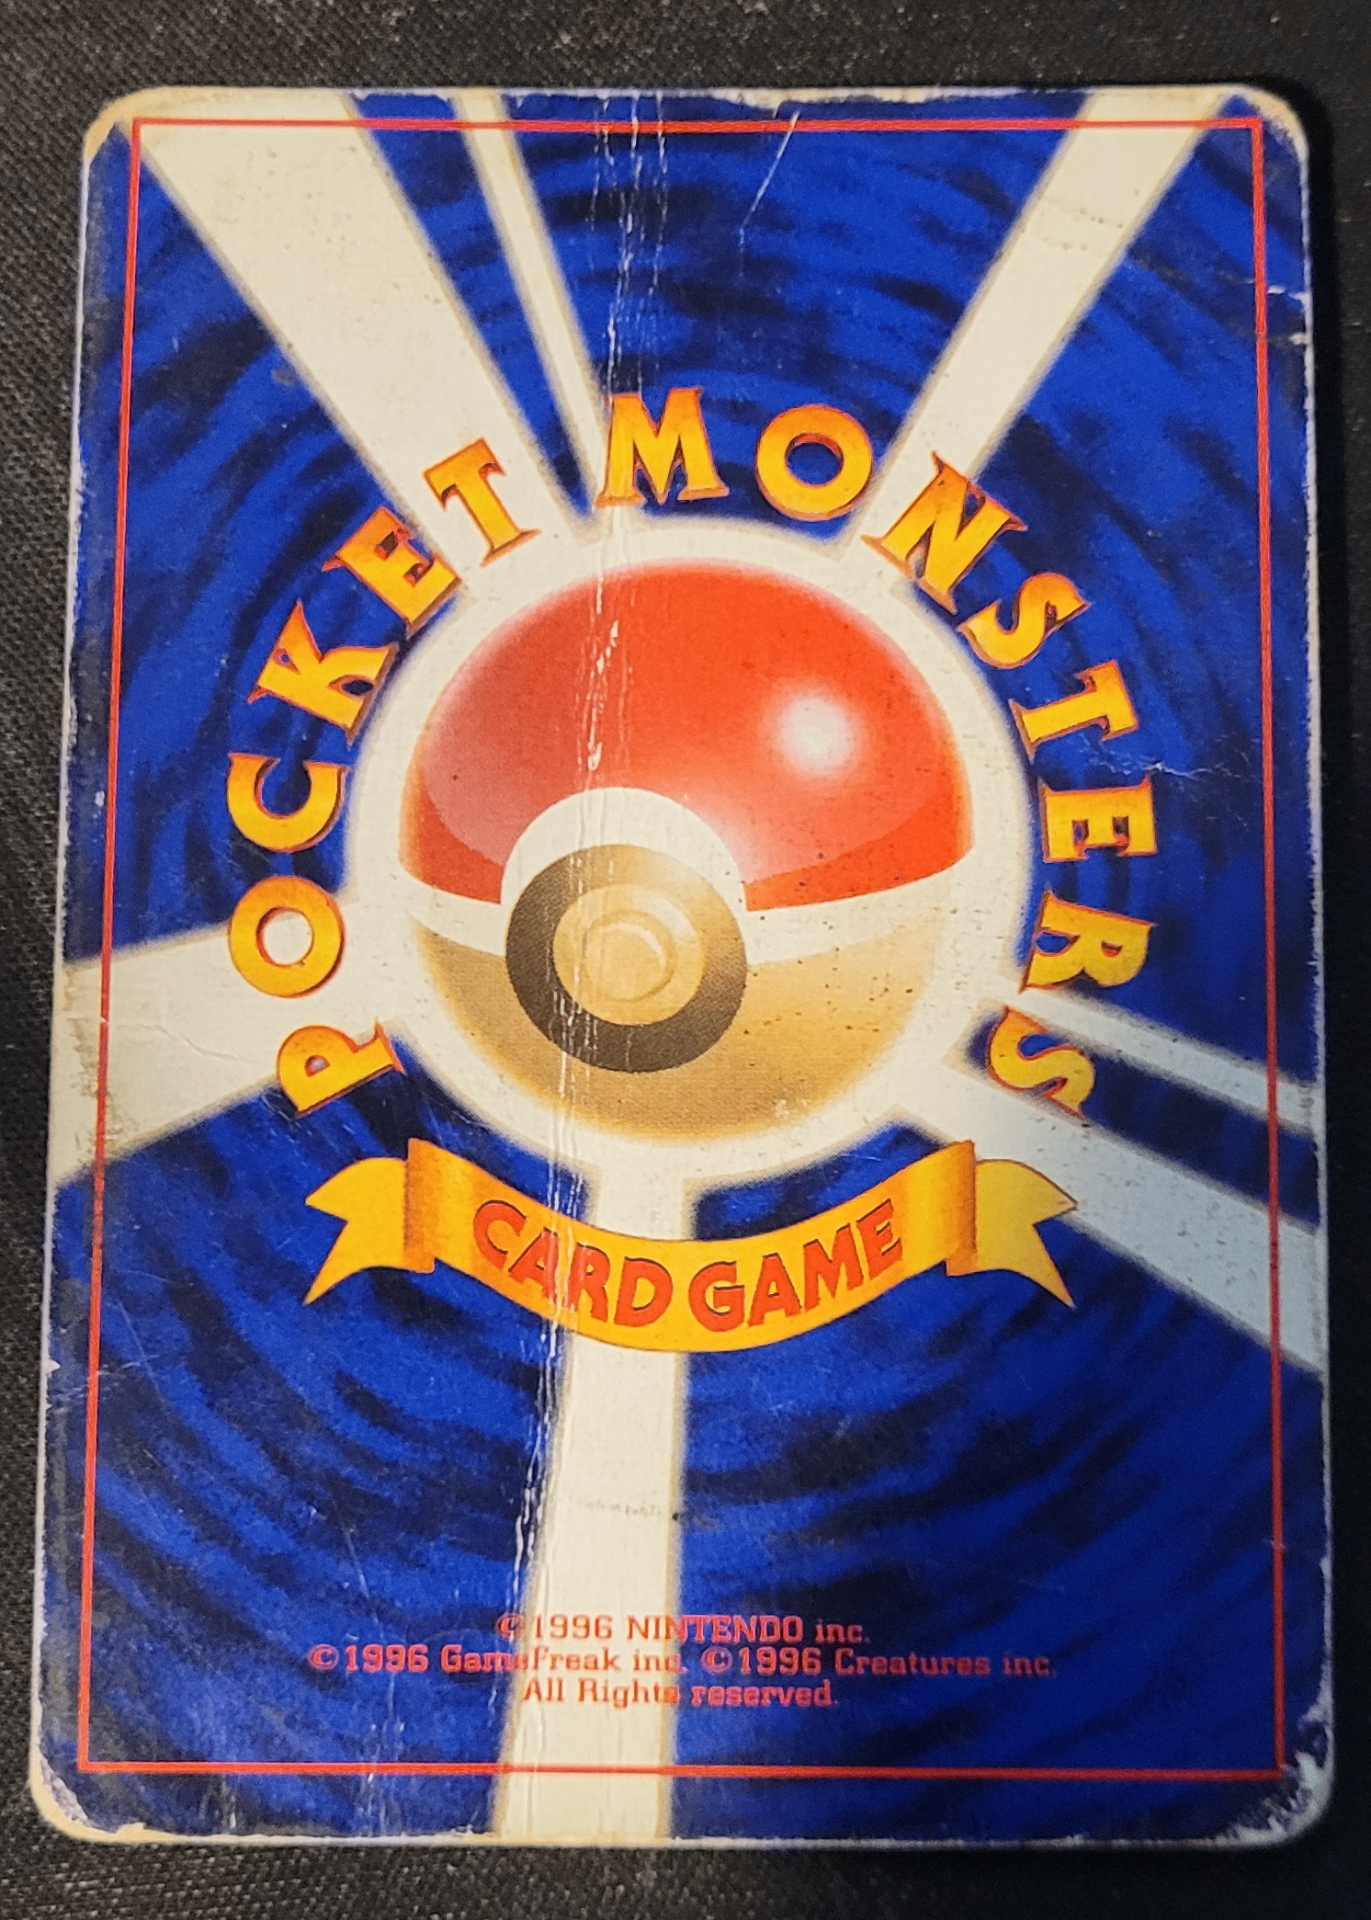 POCKET MONSTERS
CARD GAME
©1996 NINTENDO inc.
©1996 GameFreak inc. ©1996 Creatures inc.
All Rights reserved.